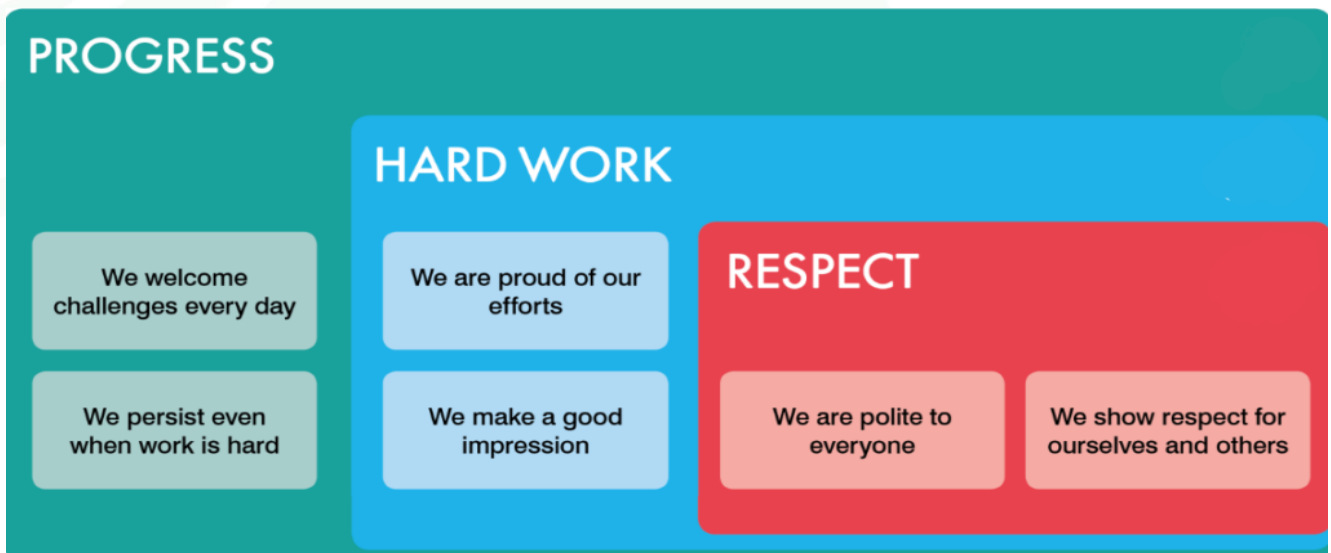 PROGRESS
HARD WORK
RESPECT
We welcome
challenges every day
We persist even
when work is hard
We are proud of our
efforts
We make a good
impression
We are polite to
everyone
We show respect for
ourselves and others